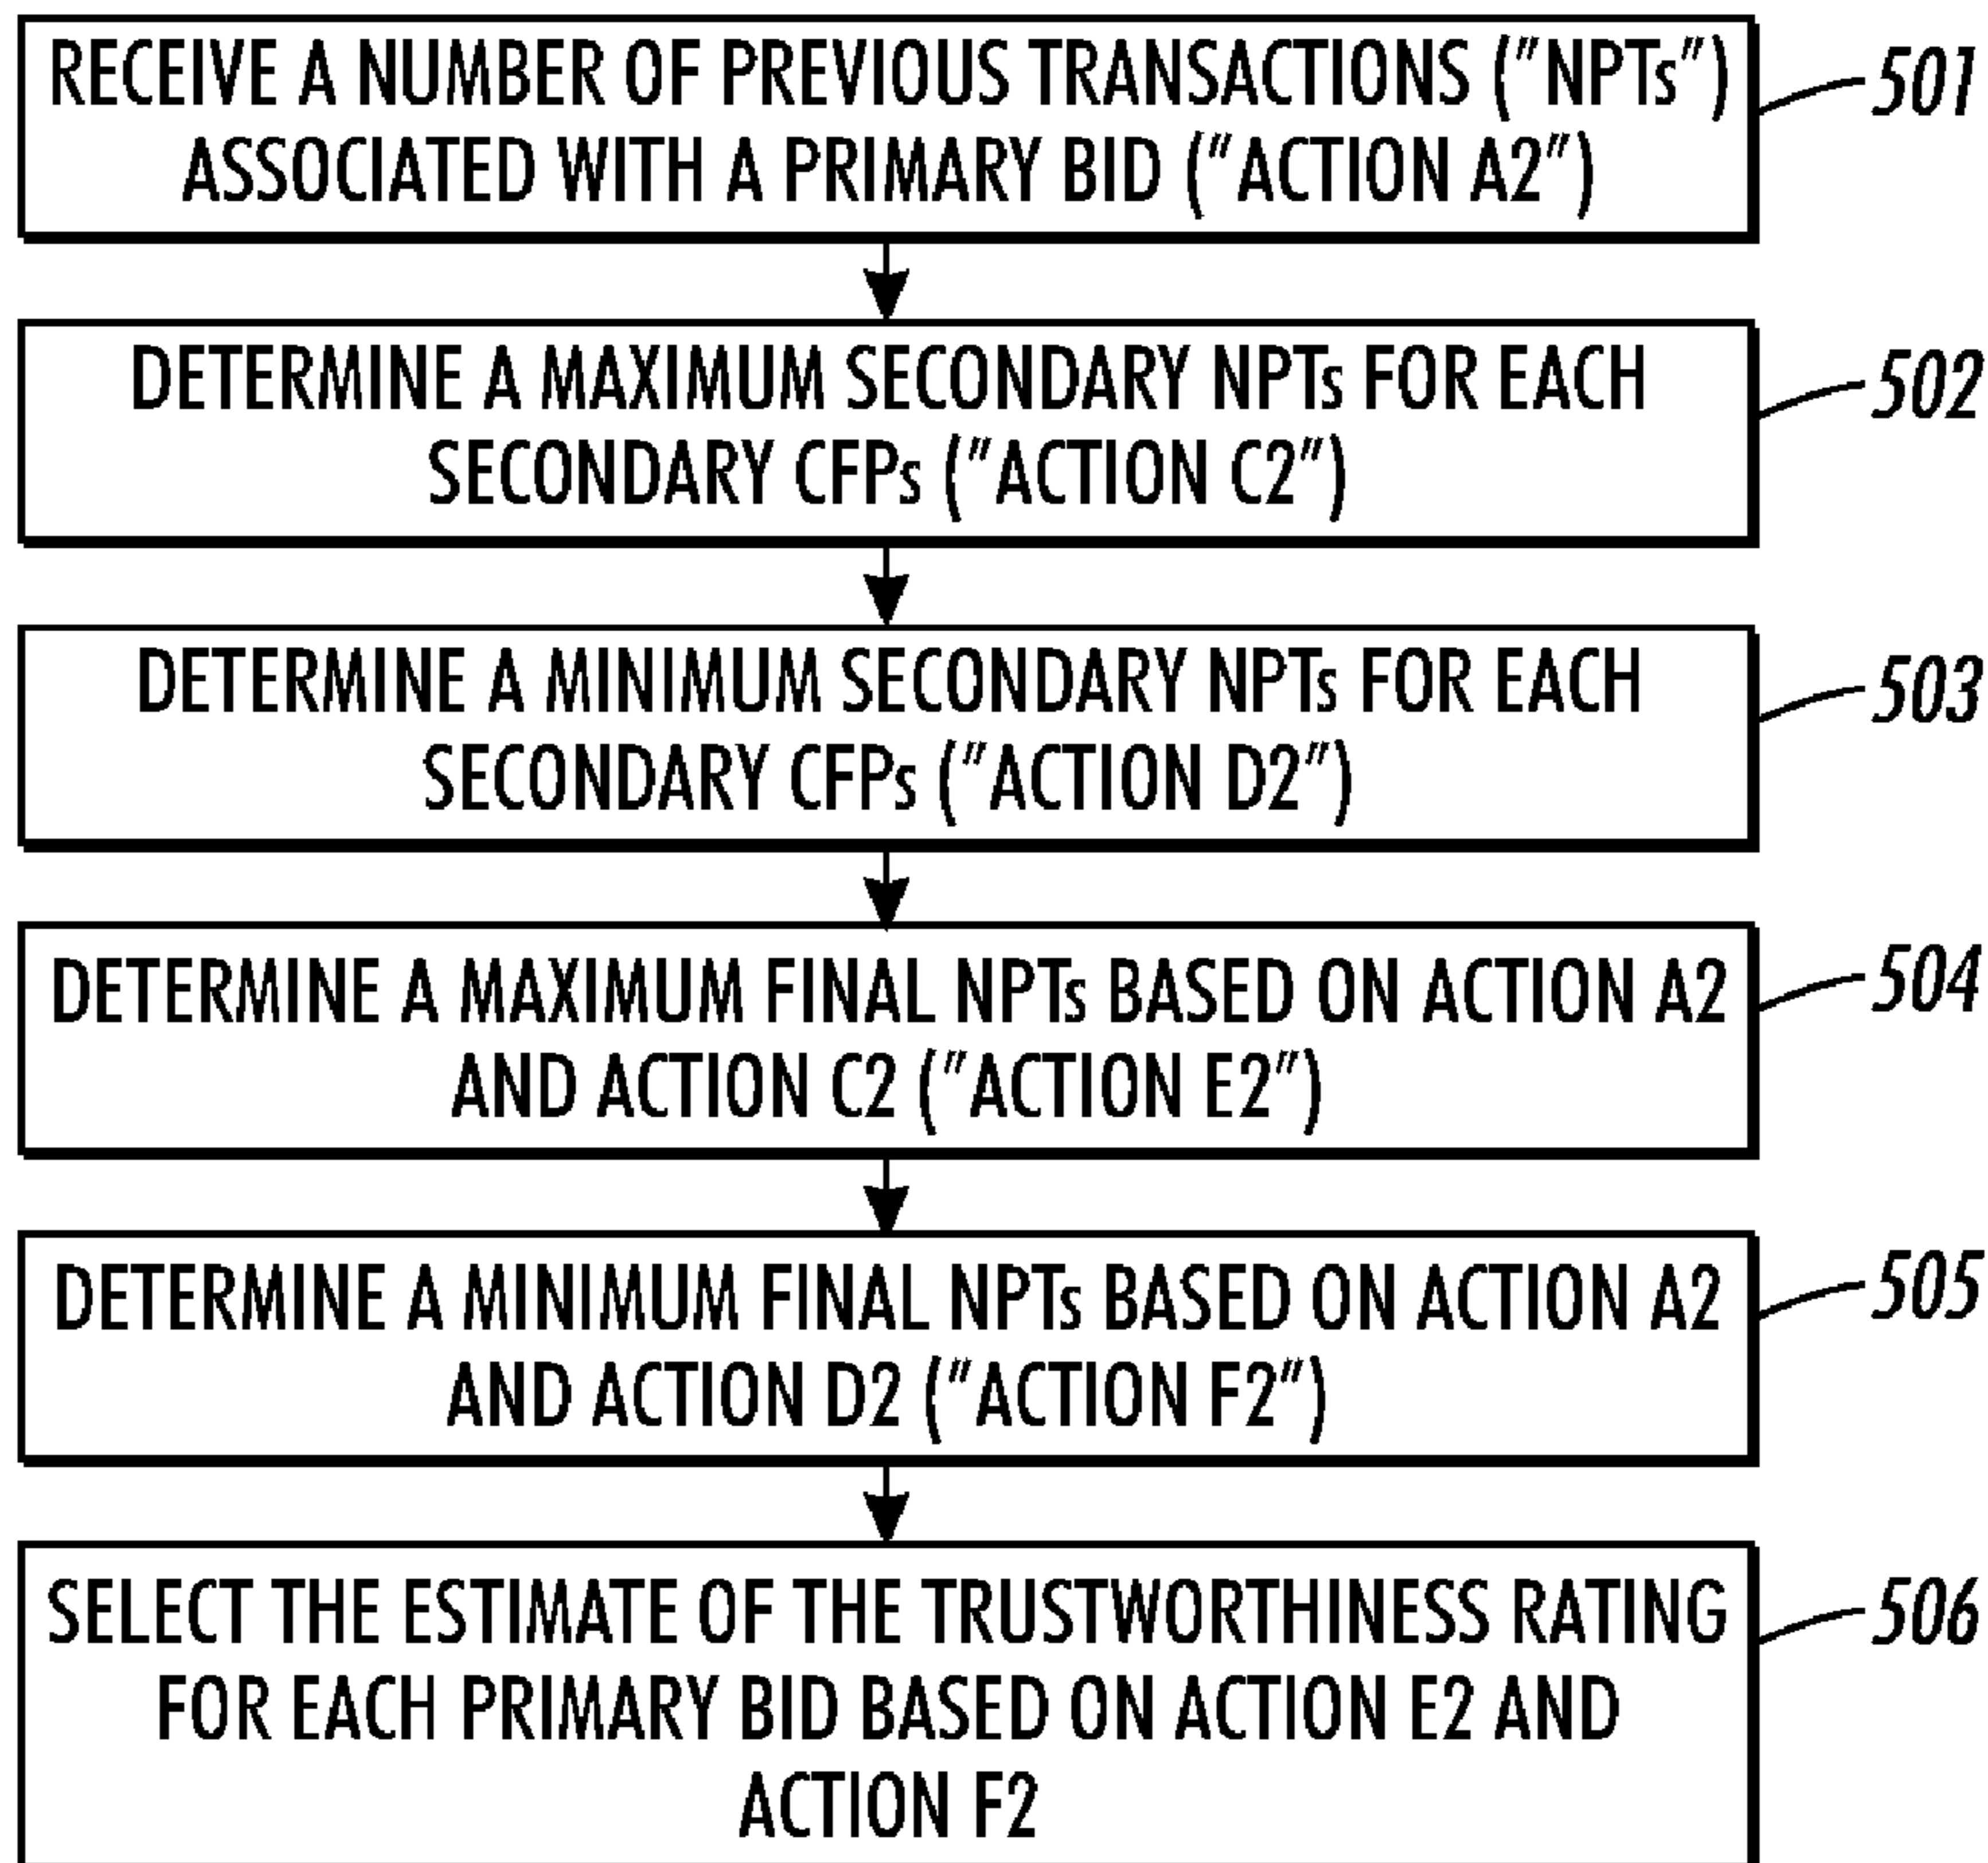 RECEIVE A NUMBER OF PREVIOUS TRANSACTIONS ("NPTs")
ASSOCIATED WITH A PRIMARY BID ("ACTION A2")
501
DETERMINE A MAXIMUM SECONDARY NPTs FOR EACH
SECONDARY CFPs ("ACTION C2")
502
DETERMINE A MINIMUM SECONDARY NPTs FOR EACH
SECONDARY CFPs ("ACTION D2")
503
DETERMINE A MAXIMUM FINAL NPTs BASED ON ACTION A2
AND ACTION C2 ("ACTION E2")
504
DETERMINE A MINIMUM FINAL NPTs BASED ON ACTION A2
AND ACTION D2 ("ACTION F2")
505
SELECT THE ESTIMATE OF THE TRUSTWORTHINESS RATING
FOR EACH PRIMARY BID BASED ON ACTION E2 AND
ACTION F2
506